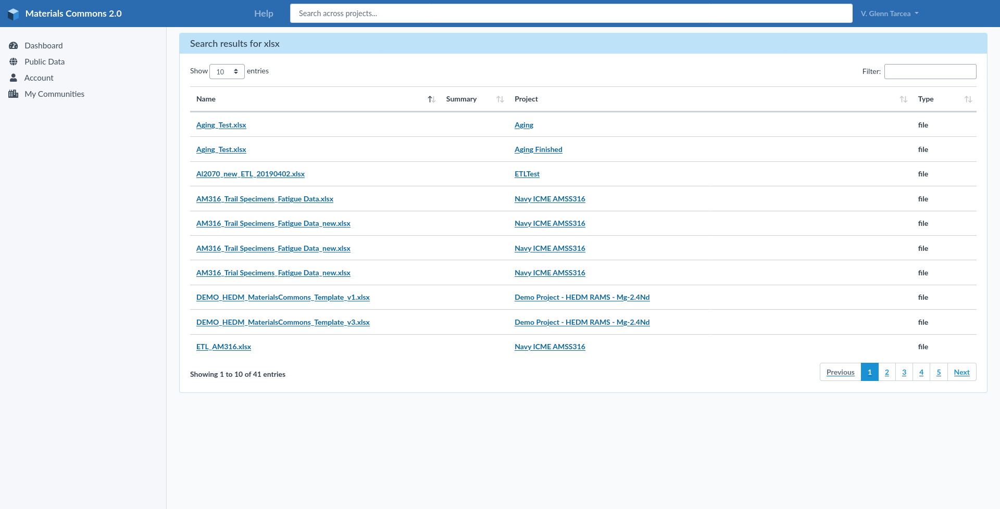 Materials Commons 2.0
Help
Search across projects...
V. Glenn Tarcea
Dashboard
Public Data
Account
My Communities
Search results for xlsx
Show 10 entries
Filter:
Name Summary Project Type
Aging_Test.xlsx Aging file
Aging_Test.xlsx Aging Finished file
Al2070_new_ETL_20190402.xlsx ETLTest file
AM316_Trail Specimens_Fatigue Data.xlsx Navy ICME AMSS316 file
AM316_Trail Specimens_Fatigue Data_new.xlsx Navy ICME AMSS316 file
AM316_Trail Specimens_Fatigue Data_new.xlsx Navy ICME AMSS316 file
AM316_Trial Specimens_Fatigue Data_new.xlsx Navy ICME AMSS316 file
DEMO_HEDM_MaterialsCommons_Template_v1.xlsx Demo Project - HEDM RAMS - Mg-2.4Nd file
DEMO_HEDM_MaterialsCommons_Template_v3.xlsx Demo Project - HEDM RAMS - Mg-2.4Nd file
ETL_AM316.xlsx Navy ICME AMSS316 file
Showing 1 to 10 of 41 entries
Previous 1 2 3 4 5 Next